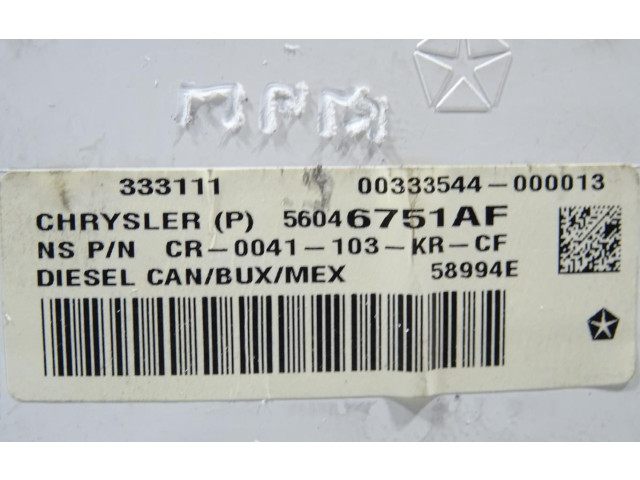 333111 00333544-000013
CHRYSLER (P) 56046751AF
NS P/N CR-0041-103-KR-CF
DIESEL CAN/BUX/MEX 58994E